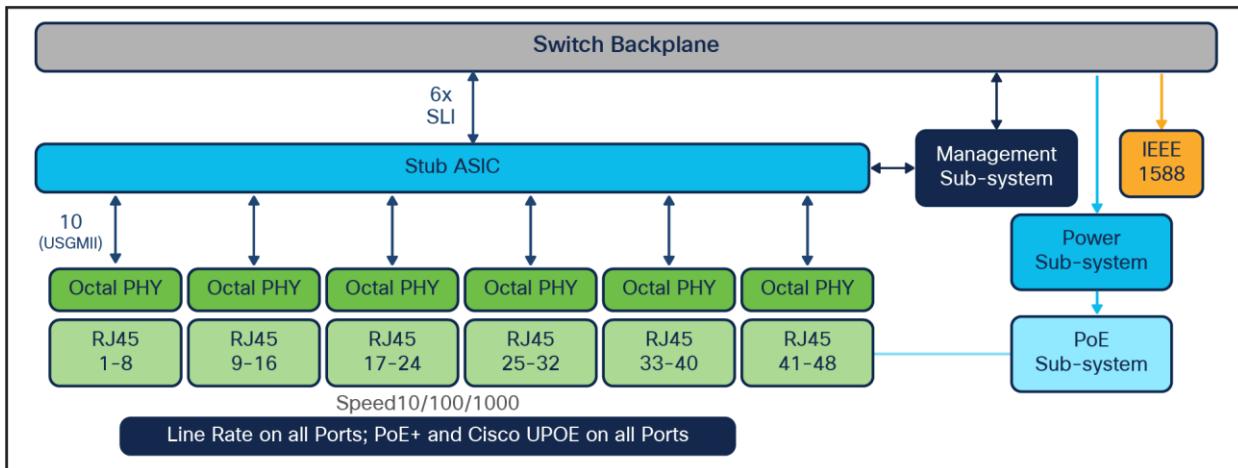 Switch Backplane
6x
SLI
Stub ASIC
Management
Sub-system
IEEE
1588
10
(USGMII)
Power
Sub-system
Octal PHY
Octal PHY
Octal PHY
Octal PHY
Octal PHY
Octal PHY
RJ45
1-8
RJ45
9-16
RJ45
17-24
RJ45
25-32
RJ45
33-40
RJ45
41-48
PoE
Sub-system
Speed10/100/1000
Line Rate on all Ports; PoE+ and Cisco UPOE on all Ports